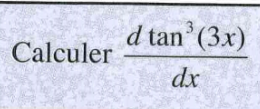 Calculer d tan³(3x) / dx